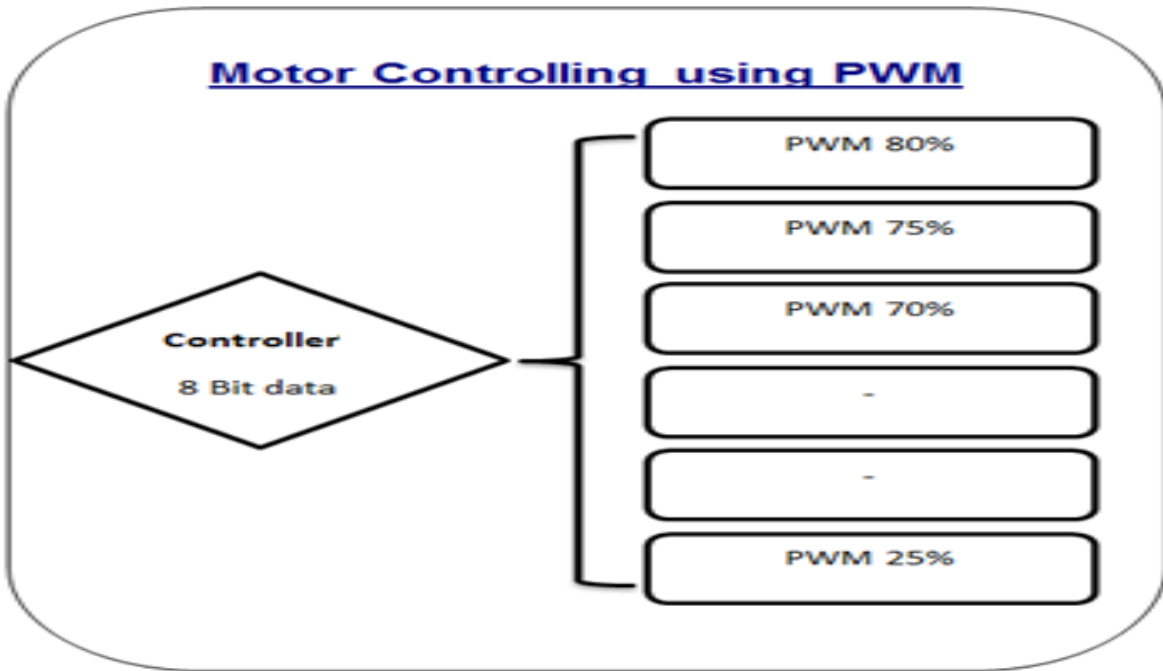 Motor Controlling using PWM
PWM 80%
PWM 75%
PWM 70%
Controller
8 Bit data
-
-
PWM 25%